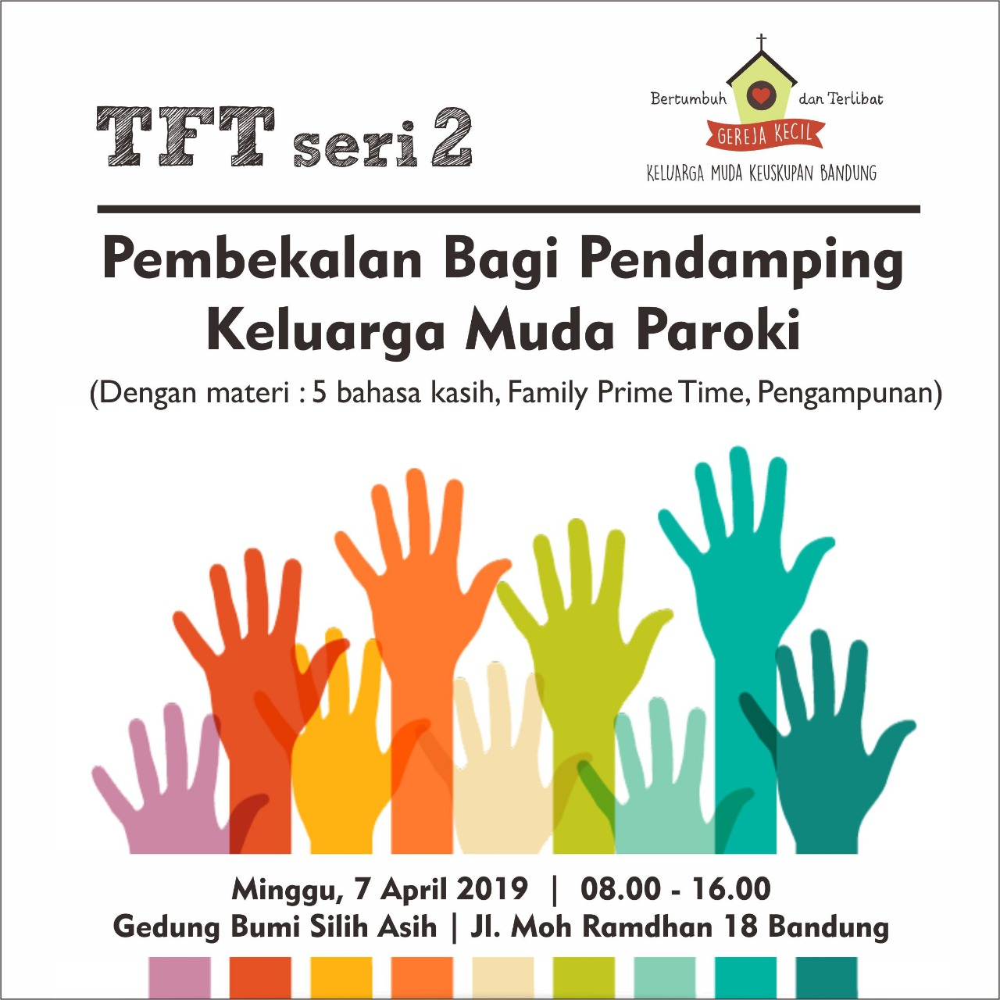 TFT seri 2
Bertumbuh dan Terlibat
GEREJA KECIL
KELUARGA MUDA KEUSKUPAN BANDUNG
Pembekalan Bagi Pendamping
Keluarga Muda Paroki
(Dengan materi : 5 bahasa kasih, Family Prime Time, Pengampunan)
Minggu, 7 April 2019 | 08.00 - 16.00
Gedung Bumi Silih Asih | Jl. Moh Ramdhan 18 Bandung